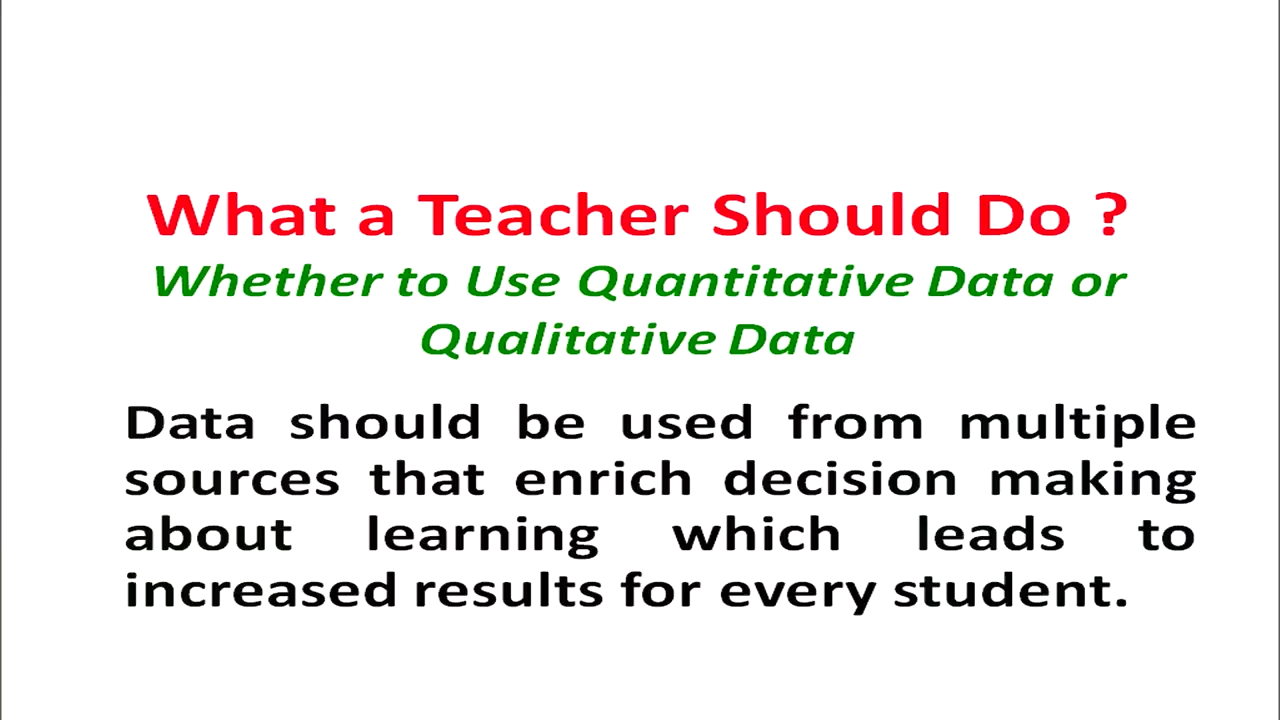 What a Teacher Should Do ?
Whether to Use Quantitative Data or
Qualitative Data
Data should be used from multiple
sources that enrich decision making
about learning which leads to
increased results for every student.